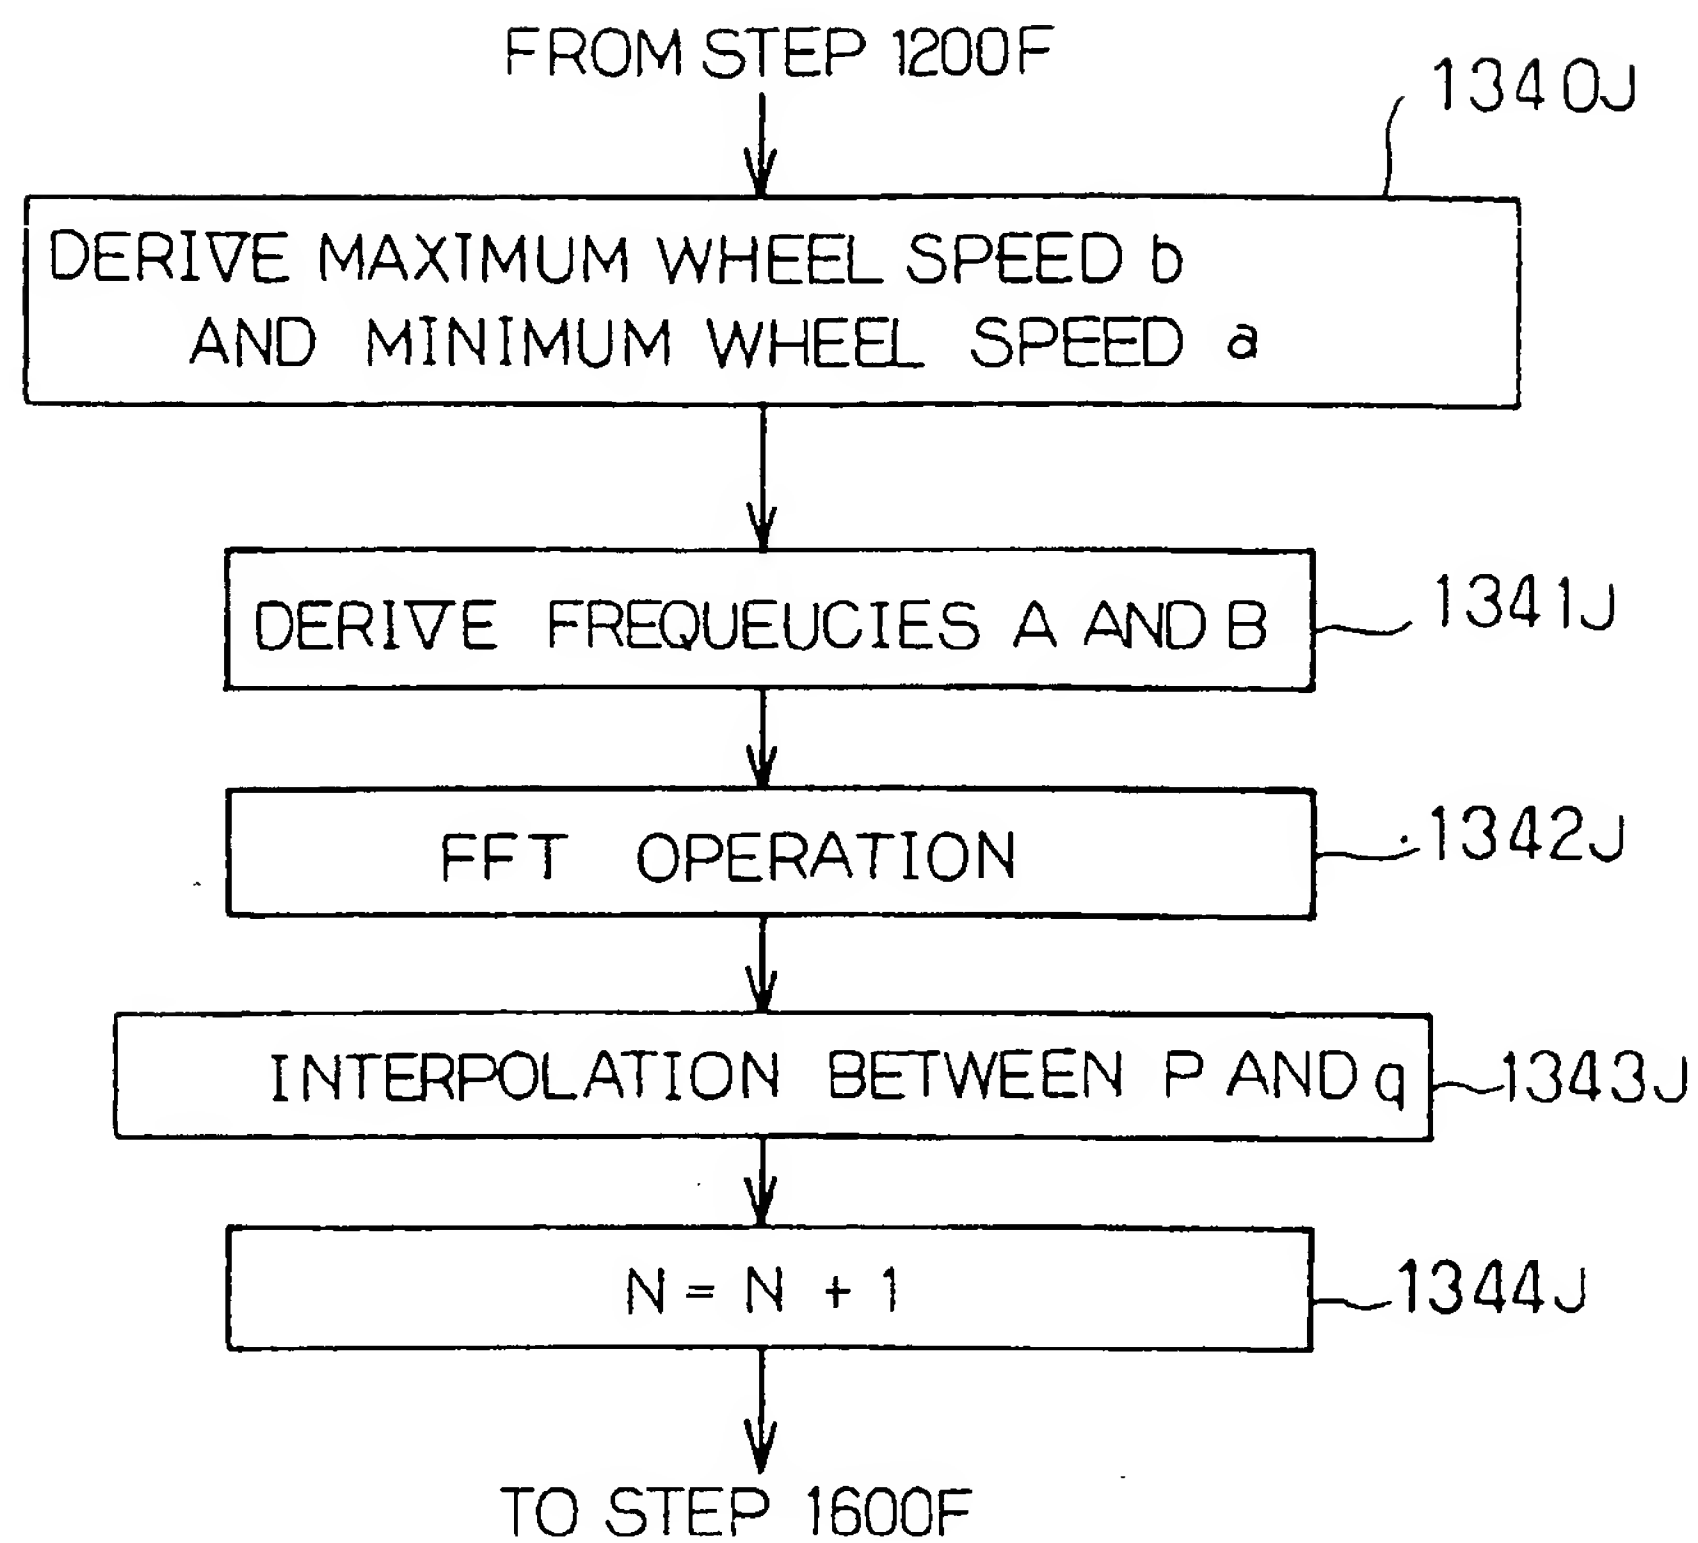 FROM STEP 1200F
1340J
DERIVE MAXIMUM WHEEL SPEED b
AND MINIMUM WHEEL SPEED a
DERIVE FREQUEUCIES A AND B
1341J
FFT OPERATION
1342J
INTERPOLATION BETWEEN P AND q
1343J
N = N + 1
1344J
TO STEP 1600F